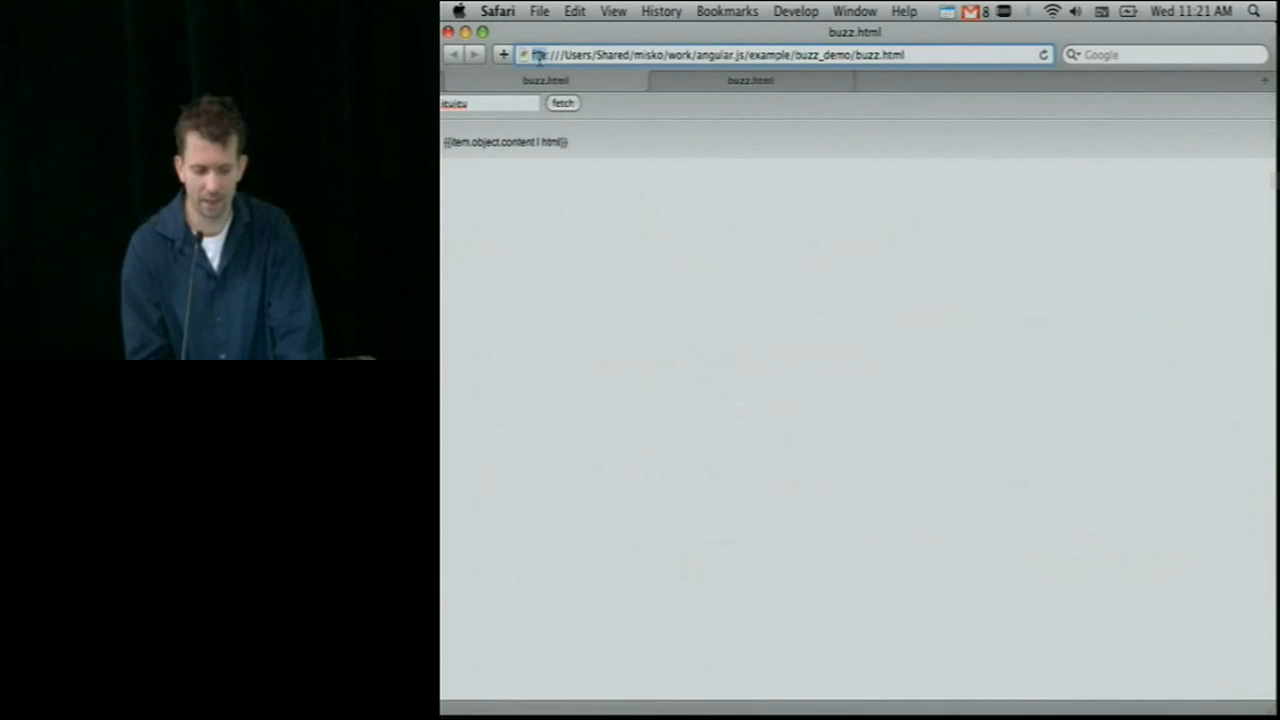 Safari File Edit View History Bookmarks Develop Window Help 8 Wed 11:21 AM
buzz.html
file:///Users/Shared/misko/work/angular.js/example/buzz_demo/buzz.html Google
buzz.html buzz.html
fetch
{{item.object.content | html}}